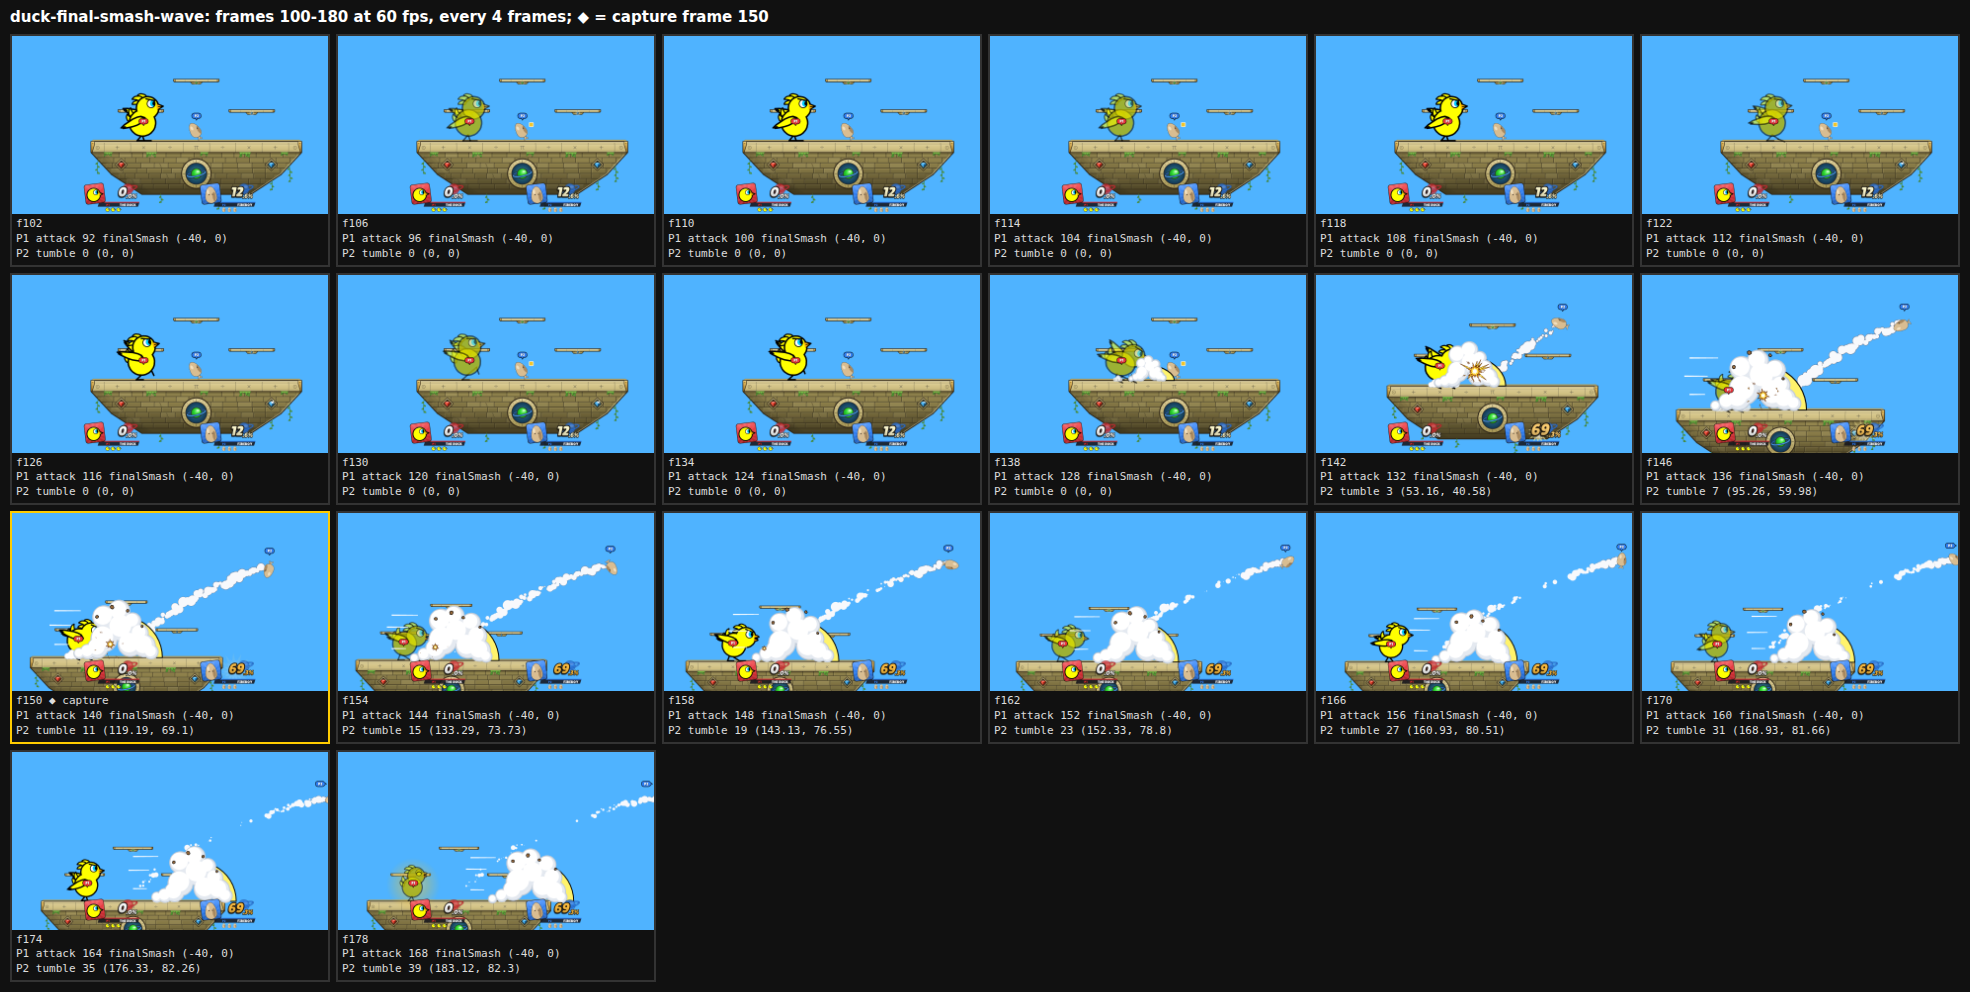 duck-final-smash-wave: frames 100-180 at 60 fps, every 4 frames; ◆ = capture frame 150
f102
P1 attack 92 finalSmash (-40, 0)
P2 tumble 0 (0, 0)
f106
P1 attack 96 finalSmash (-40, 0)
P2 tumble 0 (0, 0)
f110
P1 attack 100 finalSmash (-40, 0)
P2 tumble 0 (0, 0)
f114
P1 attack 104 finalSmash (-40, 0)
P2 tumble 0 (0, 0)
f118
P1 attack 108 finalSmash (-40, 0)
P2 tumble 0 (0, 0)
f122
P1 attack 112 finalSmash (-40, 0)
P2 tumble 0 (0, 0)
f126
P1 attack 116 finalSmash (-40, 0)
P2 tumble 0 (0, 0)
f130
P1 attack 120 finalSmash (-40, 0)
P2 tumble 0 (0, 0)
f134
P1 attack 124 finalSmash (-40, 0)
P2 tumble 0 (0, 0)
f138
P1 attack 128 finalSmash (-40, 0)
P2 tumble 0 (0, 0)
f142
P1 attack 132 finalSmash (-40, 0)
P2 tumble 3 (53.16, 40.58)
f146
P1 attack 136 finalSmash (-40, 0)
P2 tumble 7 (95.26, 59.98)
f150 ◆ capture
P1 attack 140 finalSmash (-40, 0)
P2 tumble 11 (119.19, 69.1)
f154
P1 attack 144 finalSmash (-40, 0)
P2 tumble 15 (133.29, 73.73)
f158
P1 attack 148 finalSmash (-40, 0)
P2 tumble 19 (143.13, 76.55)
f162
P1 attack 152 finalSmash (-40, 0)
P2 tumble 23 (152.33, 78.8)
f166
P1 attack 156 finalSmash (-40, 0)
P2 tumble 27 (160.93, 80.51)
f170
P1 attack 160 finalSmash (-40, 0)
P2 tumble 31 (168.93, 81.66)
f174
P1 attack 164 finalSmash (-40, 0)
P2 tumble 35 (176.33, 82.26)
f178
P1 attack 168 finalSmash (-40, 0)
P2 tumble 39 (183.12, 82.3)